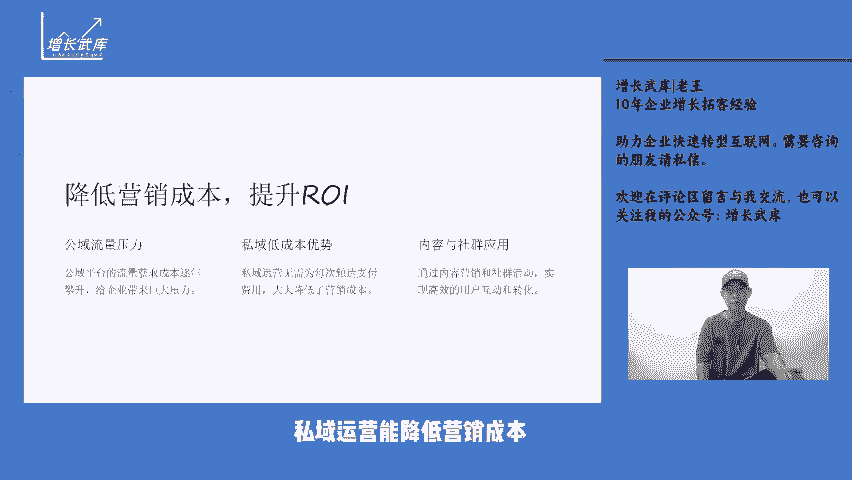 增长武库
降低营销成本，提升ROI
公域流量压力
公域平台的流量获取成本逐年
攀升，给企业带来巨大压力。
私域低成本优势
私域运营无需为每次触达支付
费用，大大降低了营销成本。
内容与社群应用
通过内容营销和社群活动，实
现高效的用户互动和转化。
增长武库|老王
10年企业增长拓客经验
助力企业快速转型互联网。需要咨询
的朋友请私信。
欢迎在评论区留言与我交流，也可以
关注我的公众号：增长武库
私域运营能降低营销成本